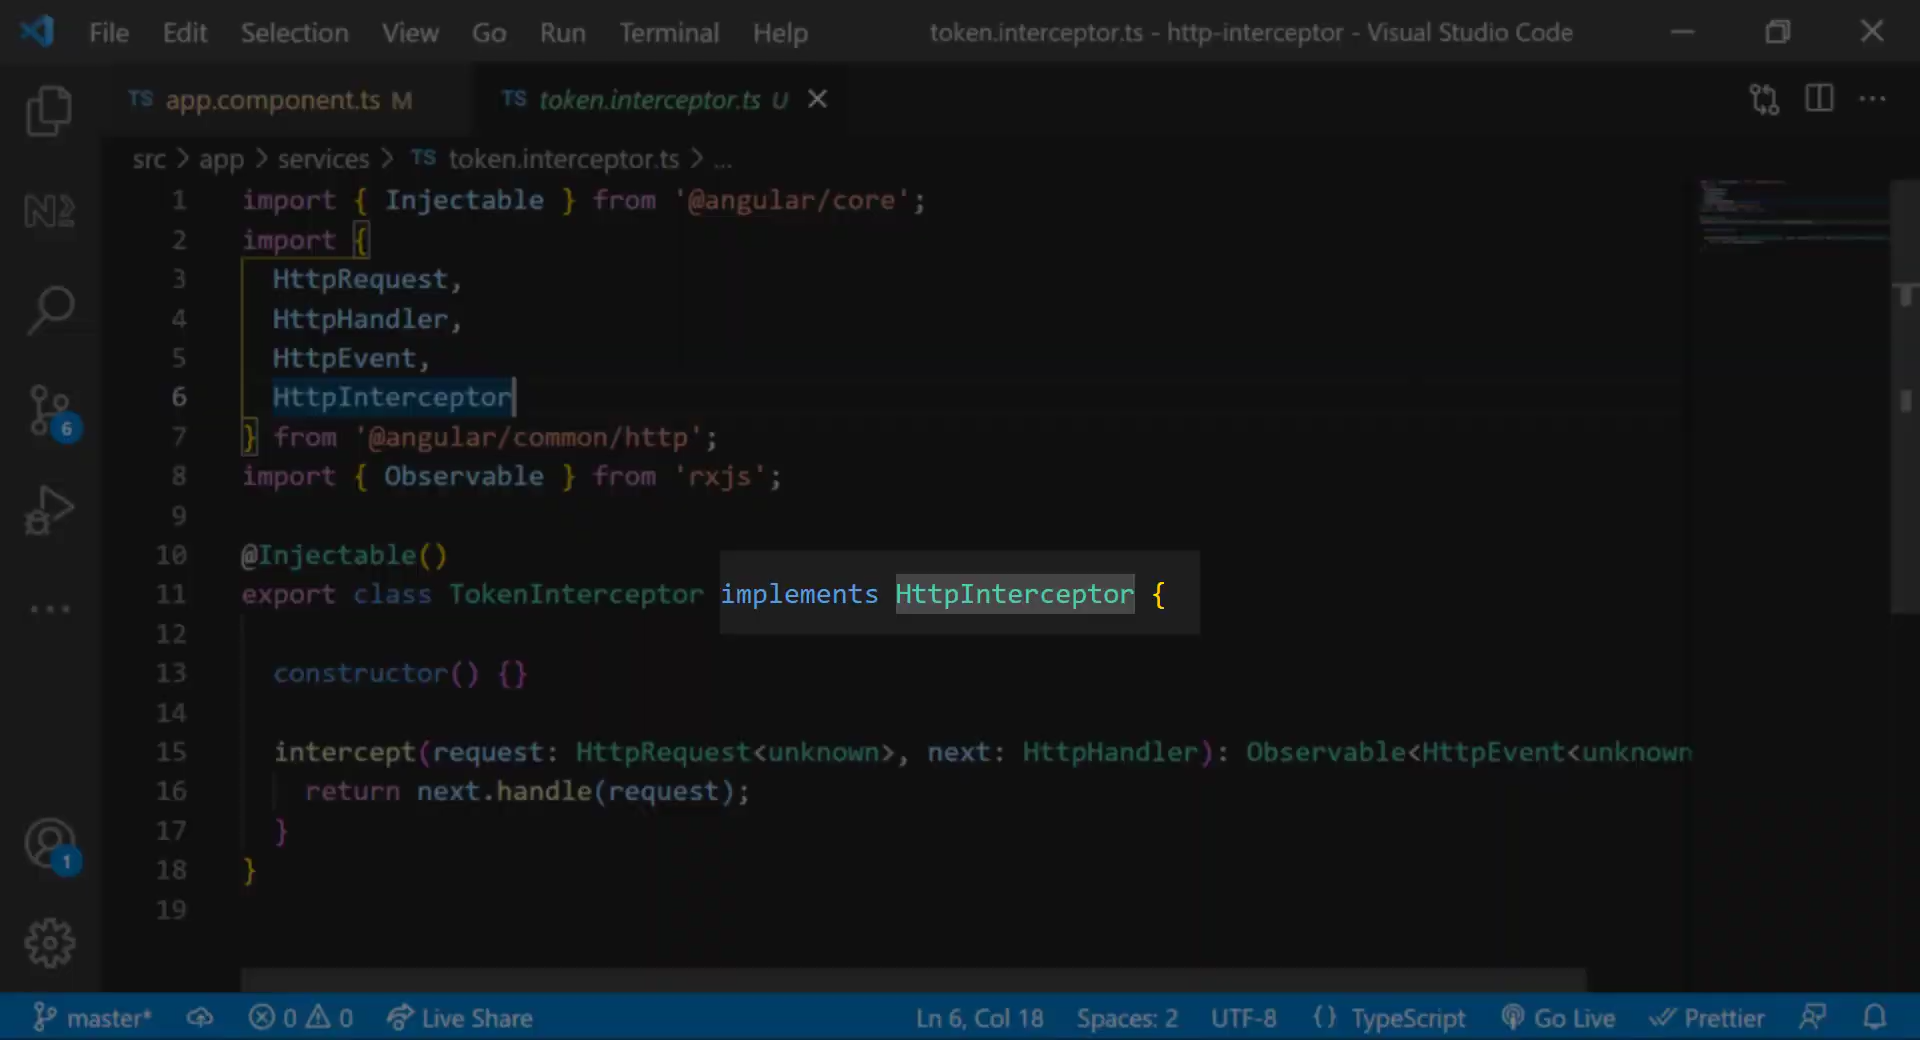 File Edit Selection View Go Run Terminal Help token.interceptor.ts - http-interceptor - Visual Studio Code
TS app.component.ts M TS token.interceptor.ts U
src > app > services > TS token.interceptor.ts > ...
1 import { Injectable } from '@angular/core';
2 import {
3 HttpRequest,
4 HttpHandler,
5 HttpEvent,
6 HttpInterceptor
7 } from '@angular/common/http';
8 import { Observable } from 'rxjs';
9
10 @Injectable()
11 export class TokenInterceptor implements HttpInterceptor {
12
13 constructor() {}
14
15 intercept(request: HttpRequest<unknown>, next: HttpHandler): Observable<HttpEvent<unknown
16 return next.handle(request);
17 }
18 }
19
6
1
master* 0 0 Live Share Ln 6, Col 18 Spaces: 2 UTF-8 {} TypeScript Go Live Prettier